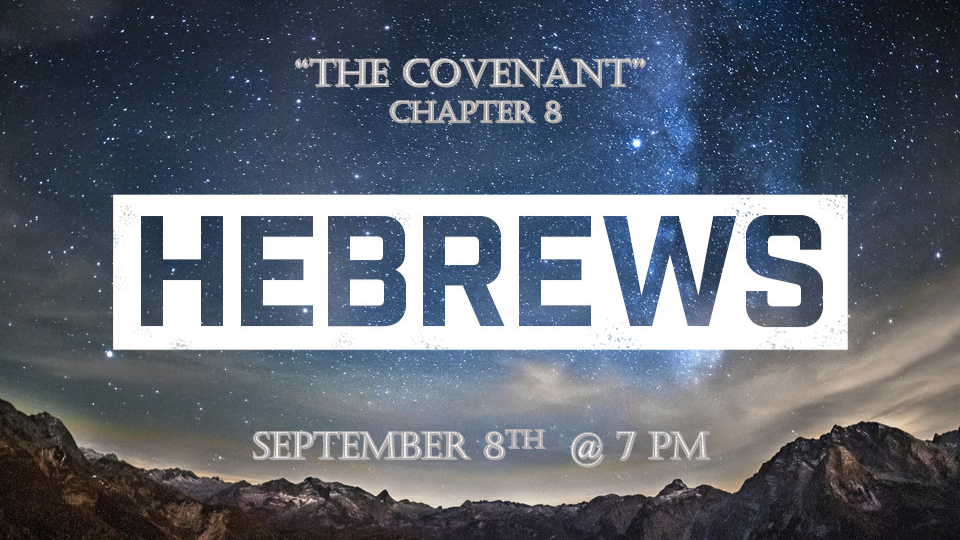 “THE COVENANT”
CHAPTER 8
HEBREWS
SEPTEMBER 8TH @ 7 PM